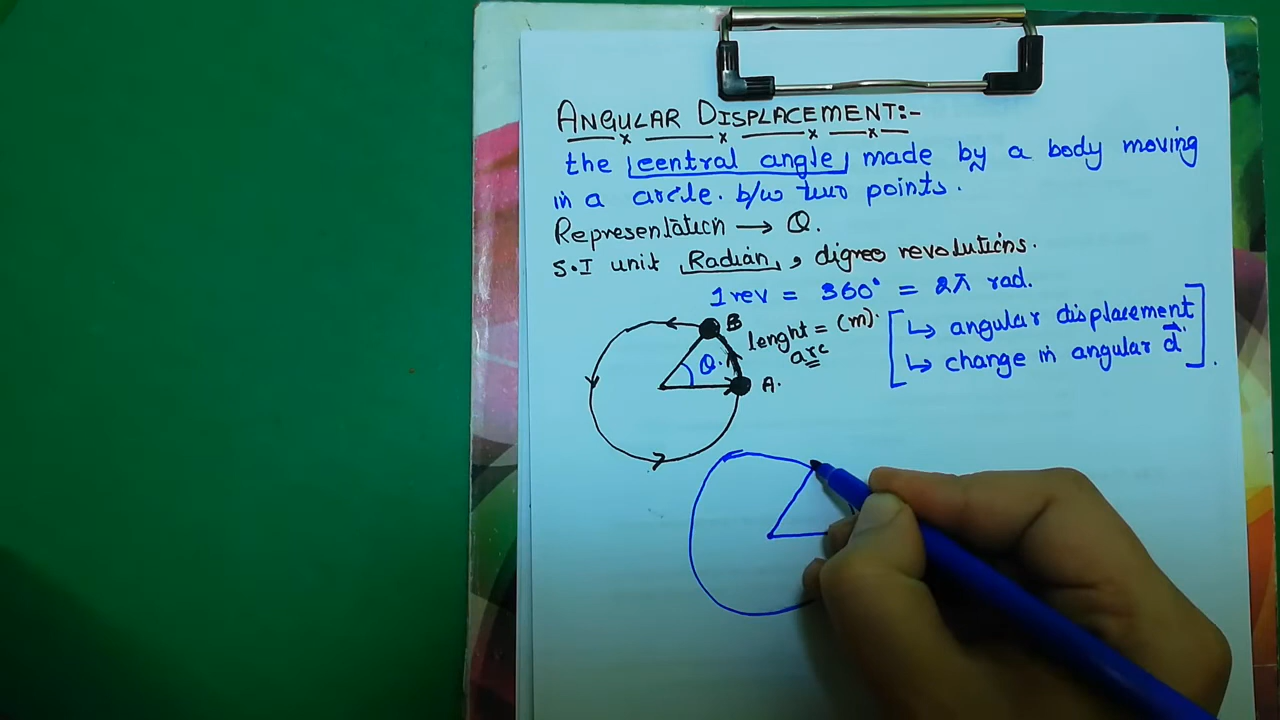 ANGULAR DISPLACEMENT:-
the central angle made by a body moving
in a circle. b/w two points.
Representation → θ.
S.I unit Radian, digree revolutions.
1 rev = 360° = 2π rad.
B
lenght = (m).
arc
θ.
A.
↳ angular displacement
↳ change in angular d⃗.